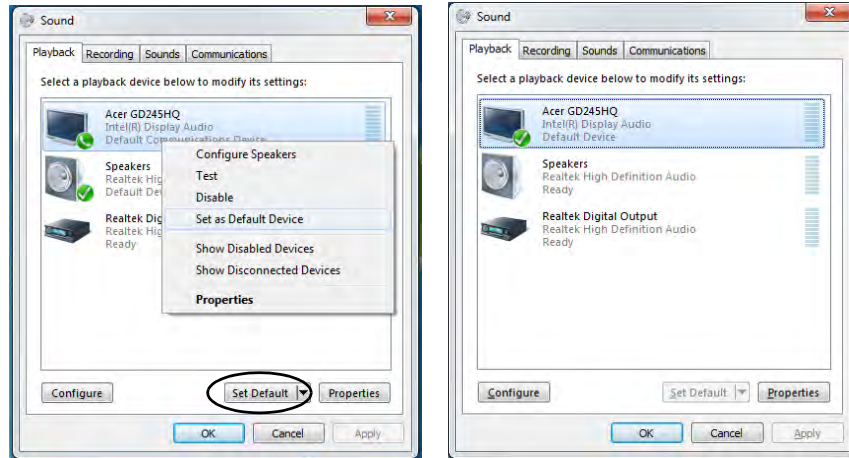 Sound
Playback Recording Sounds Communications
Select a playback device below to modify its settings:
Acer GD245HQ
Intel(R) Display Audio
Default Communications Device
Speakers
Realtek Hig
Default De
Realtek Dig
Realtek Hig
Ready
Configure Speakers
Test
Disable
Set as Default Device
Show Disabled Devices
Show Disconnected Devices
Properties
Configure Set Default Properties
OK Cancel Apply
Sound
Playback Recording Sounds Communications
Select a playback device below to modify its settings:
Acer GD245HQ
Intel(R) Display Audio
Default Device
Speakers
Realtek High Definition Audio
Ready
Realtek Digital Output
Realtek High Definition Audio
Ready
Configure Set Default Properties
OK Cancel Apply